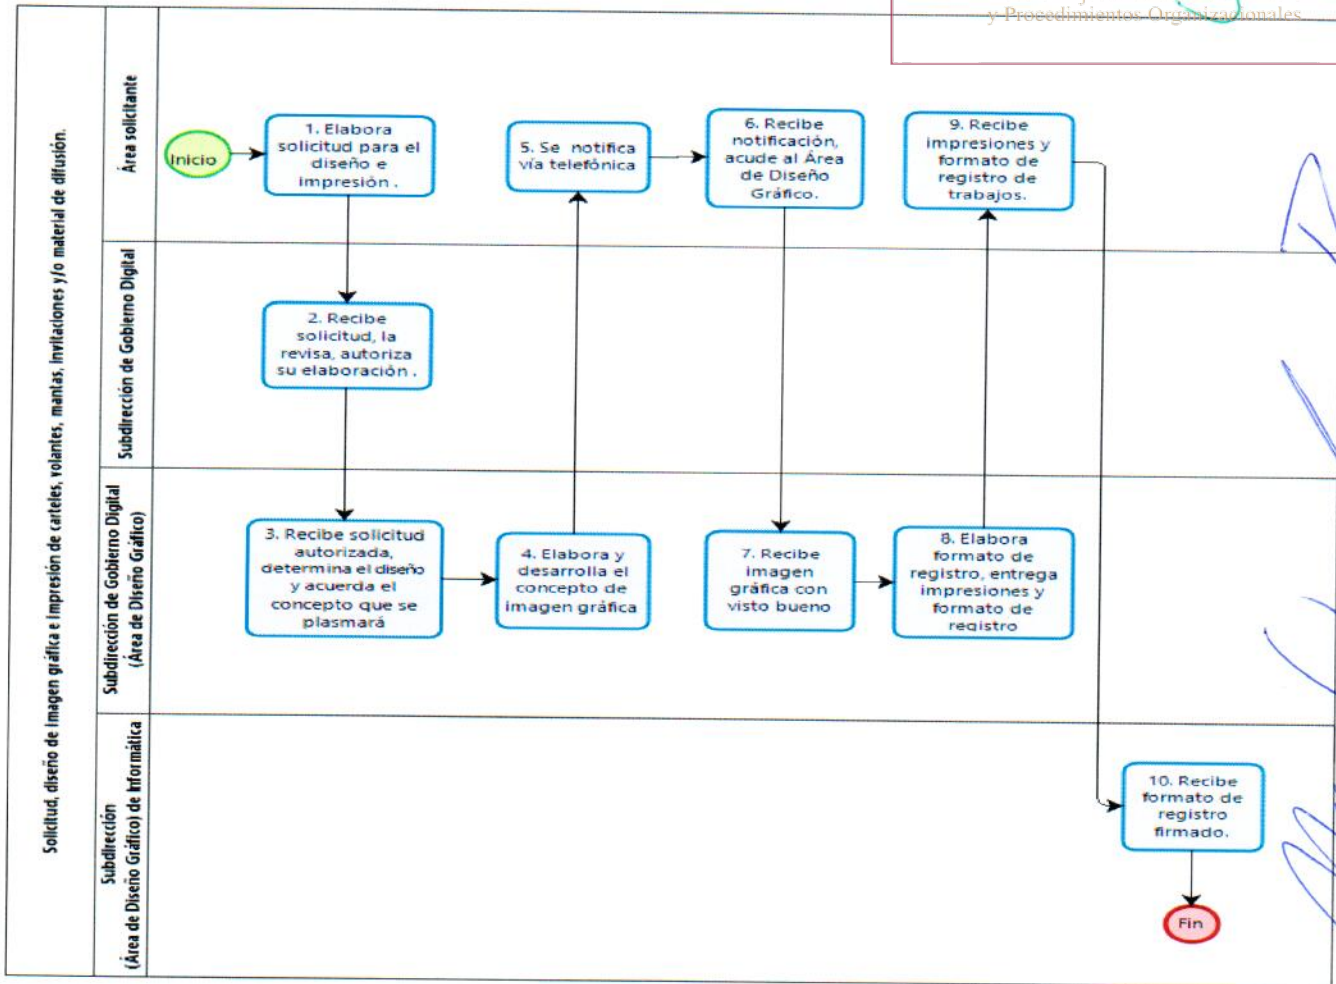 y Procedimientos Organizacionales
Solicitud, diseño de imagen gráfica e impresión de carteles, volantes, mantas, invitaciones y/o material de difusión.
Área solicitante
Inicio
1. Elabora
solicitud para el
diseño e
impresión .
5. Se notifica
vía telefónica
6. Recibe
notificación,
acude al Área
de Diseño
Gráfico.
9. Recibe
impresiones y
formato de
registro de
trabajos.
Subdirección de Gobierno Digital
2. Recibe
solicitud, la
revisa, autoriza
su elaboración .
Subdirección de Gobierno Digital
(Área de Diseño Gráfico)
3. Recibe solicitud
autorizada,
determina el diseño
y acuerda el
concepto que se
plasmará
4. Elabora y
desarrolla el
concepto de
imagen gráfica
7. Recibe
imagen
gráfica con
visto bueno
8. Elabora
formato de
registro, entrega
impresiones y
formato de
registro
Subdirección
(Área de Diseño Gráfico) de Informática
10. Recibe
formato de
registro
firmado.
Fin